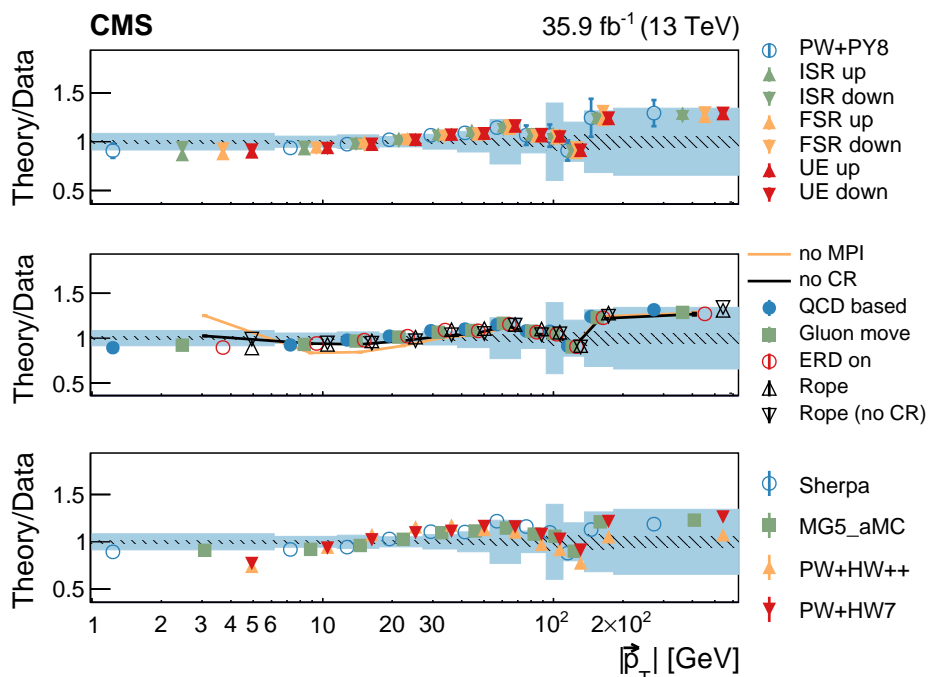 CMS 35.9 fb⁻¹ (13 TeV)
Theory/Data
1.5
1
0.5
PW+PY8
ISR up
ISR down
FSR up
FSR down
UE up
UE down
Theory/Data
1.5
1
0.5
no MPI
no CR
QCD based
Gluon move
ERD on
Rope
Rope (no CR)
Theory/Data
1.5
1
0.5
Sherpa
MG5_aMC
PW+HW++
PW+HW7
1 2 3 4 5 6 10 20 30 10² 2×10²
|p⃗_T| [GeV]